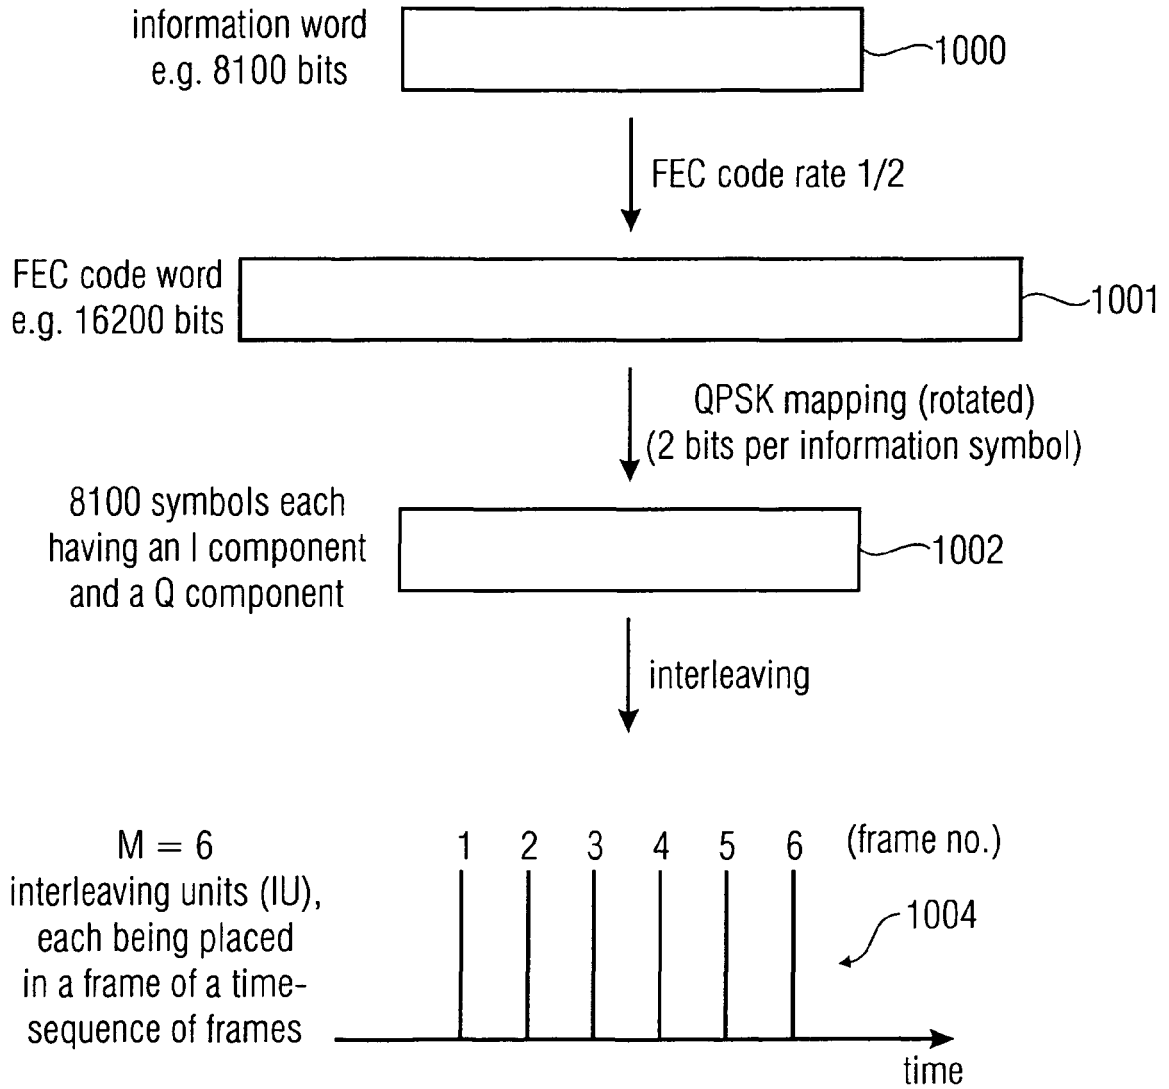 information word
e.g. 8100 bits
1000
FEC code rate 1/2
FEC code word
e.g. 16200 bits
1001
QPSK mapping (rotated)
(2 bits per information symbol)
8100 symbols each
having an I component
and a Q component
1002
interleaving
M = 6
interleaving units (IU),
each being placed
in a frame of a time-
sequence of frames
1 2 3 4 5 6 (frame no.)
1004
time